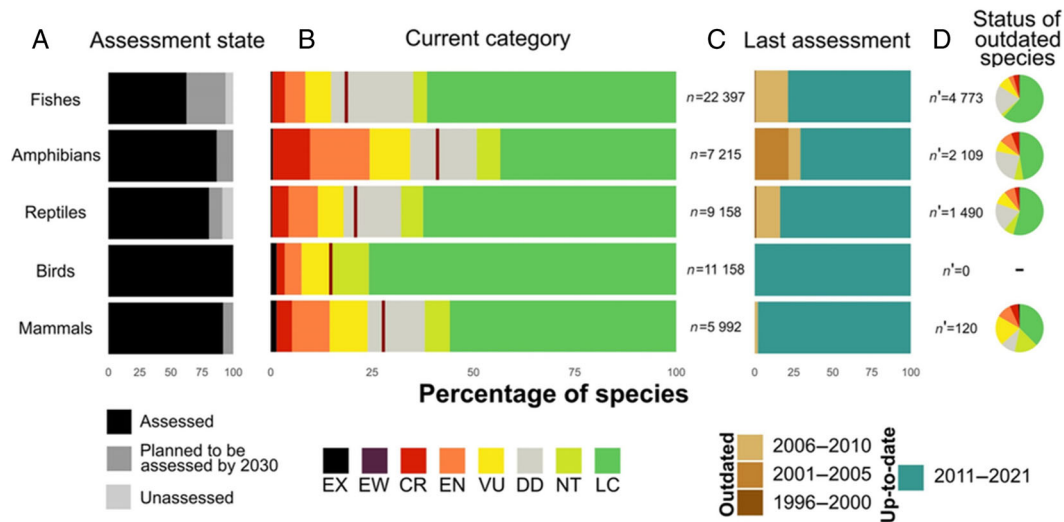 A Assessment state B Current category C Last assessment D Status of
outdated
species
Fishes n=22 397 n'=4 773
Amphibians n=7 215 n'=2 109
Reptiles n=9 158 n'=1 490
Birds n=11 158 n'=0 -
Mammals n=5 992 n'=120
0 25 50 75 100 0 25 50 75 100 0 25 50 75 100
Percentage of species
Assessed
Planned to be
assessed by 2030
Unassessed
EX EW CR EN VU DD NT LC
Outdated
2006–2010
2001–2005
1996–2000
Up-to-date
2011–2021